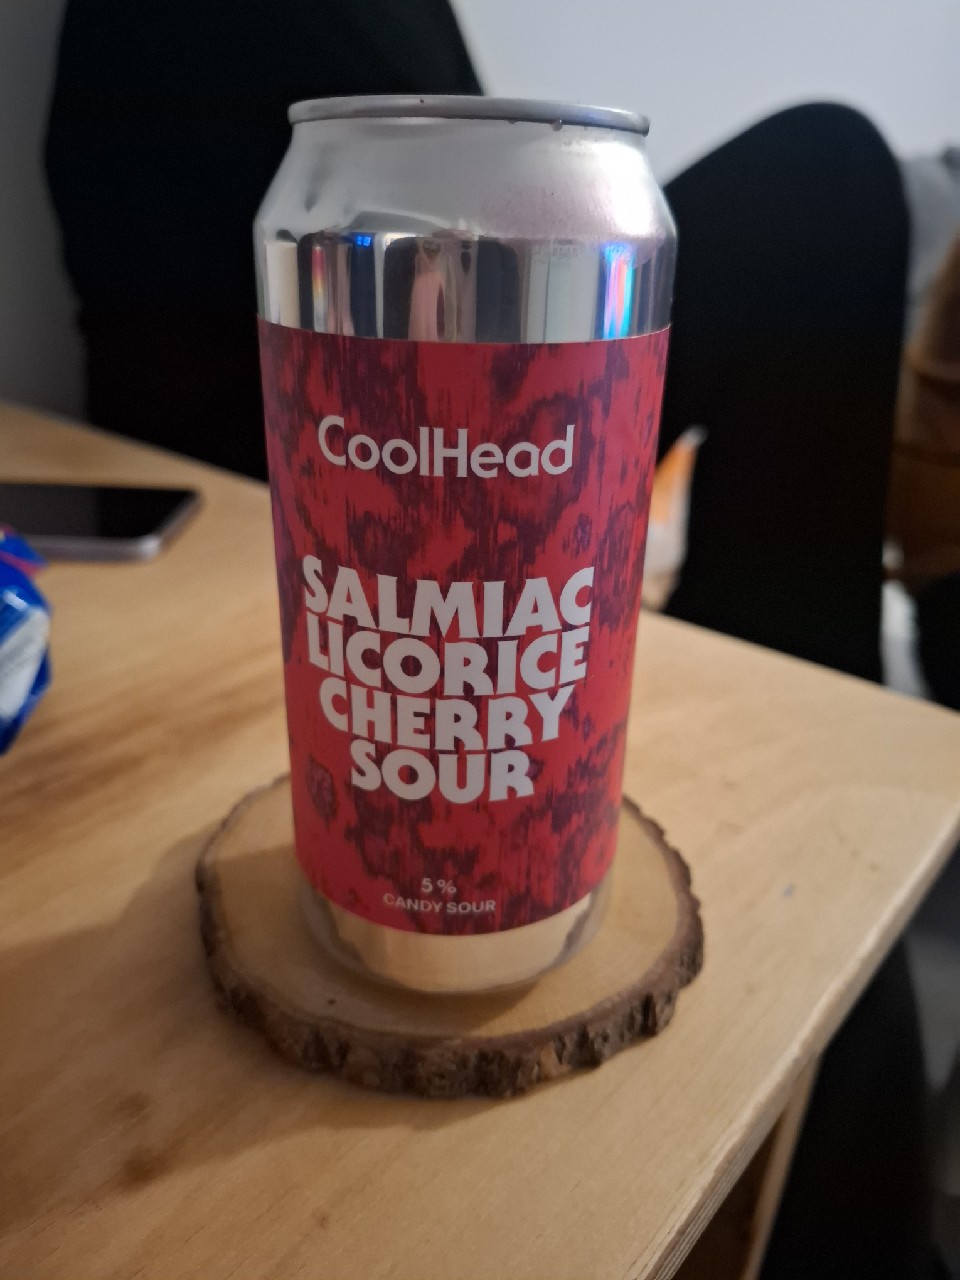 CoolHead
SALMIAC
LICORICE
CHERRY
SOUR
5%
CANDY SOUR